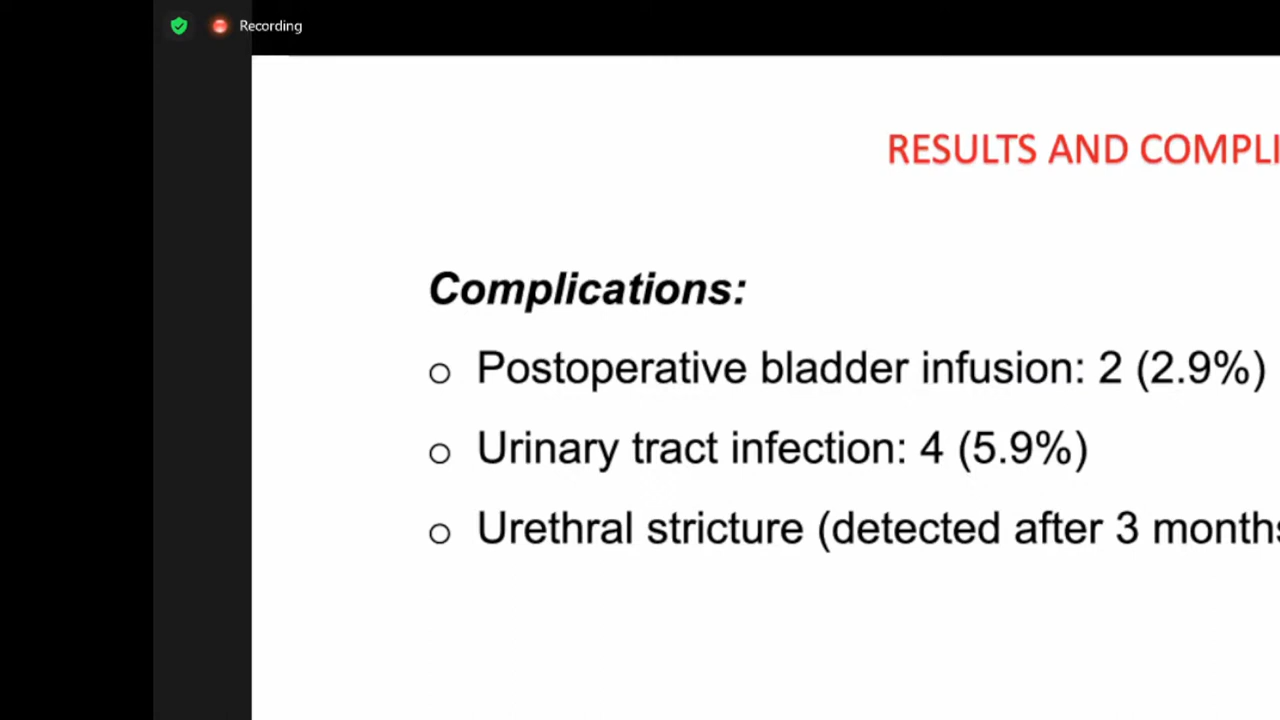 Recording
RESULTS AND COMPLI
Complications:
o Postoperative bladder infusion: 2 (2.9%)
o Urinary tract infection: 4 (5.9%)
o Urethral stricture (detected after 3 months